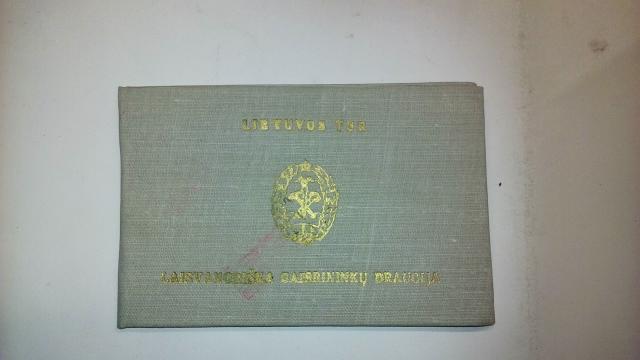 LIETUVOS TSR
LAISVANORIŠKA GAISRININKŲ DRAUGIJA